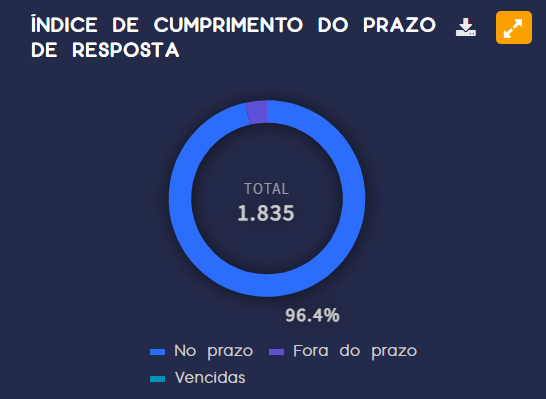 ÍNDICE DE CUMPRIMENTO DO PRAZO
DE RESPOSTA
TOTAL
1.835
96.4%
No prazo
Fora do prazo
Vencidas